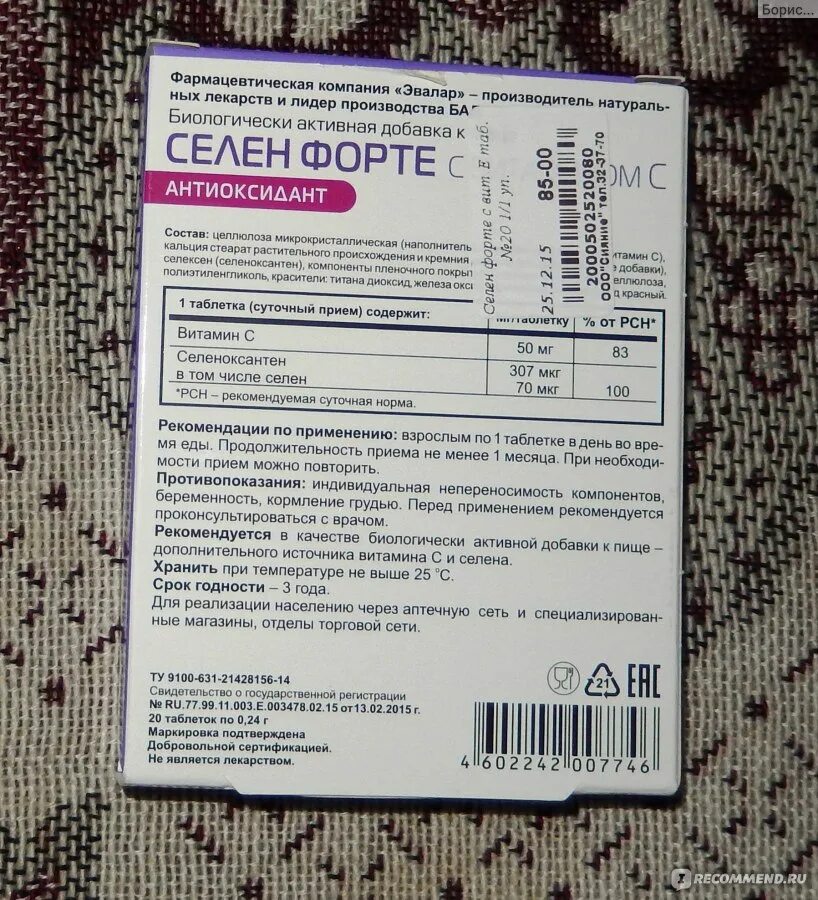 Борис...
Фармацевтическая компания «Эвалар» – производитель натураль-
ных лекарств и лидер производства БА
Биологически активная добавка к
СЕЛЕН ФОРТЕ С ОМ С
АНТИОКСИДАНТ
Селен форте с вит. Е таб.
№20 1/1 уп.
85-00
25.12.15
2000502520080
ООО"Сияние" тел.32-37-70
Состав: целлюлоза микрокристаллическая (наполнитель витамин С),
кальция стеарат растительного происхождения и кремния е добавки),
селексен (селеноксантен), компоненты пленочного покрыт еллюлоза,
полиэтиленгликоль, красители: титана диоксид, железа окс д красный.
1 таблетка (суточный прием) содержит: мг/таблетку % от РСН*
Витамин С 50 мг 83
Селеноксантен 307 мкг
в том числе селен 70 мкг 100
*РСН – рекомендуемая суточная норма.
Рекомендации по применению: взрослым по 1 таблетке в день во вре-
мя еды. Продолжительность приема не менее 1 месяца. При необходи-
мости прием можно повторить.
Противопоказания: индивидуальная непереносимость компонентов,
беременность, кормление грудью. Перед применением рекомендуется
проконсультироваться с врачом.
Рекомендуется в качестве биологически активной добавки к пище –
дополнительного источника витамина С и селена.
Хранить при температуре не выше 25 °С.
Срок годности – 3 года.
Для реализации населению через аптечную сеть и специализирован-
ные магазины, отделы торговой сети.
ТУ 9100-631-21428156-14
Свидетельство о государственной регистрации
№ RU.77.99.11.003.Е.003478.02.15 от 13.02.2015 г.
20 таблеток по 0,24 г
Маркировка подтверждена
Добровольной сертификацией.
Не является лекарством.
21
EAC
4 602242 007746
RECOMMEND.RU